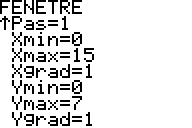 FENETRE
↑Pas=1
Xmin=0
Xmax=15
Xgrad=1
Ymin=0
Ymax=7
Ygrad=1